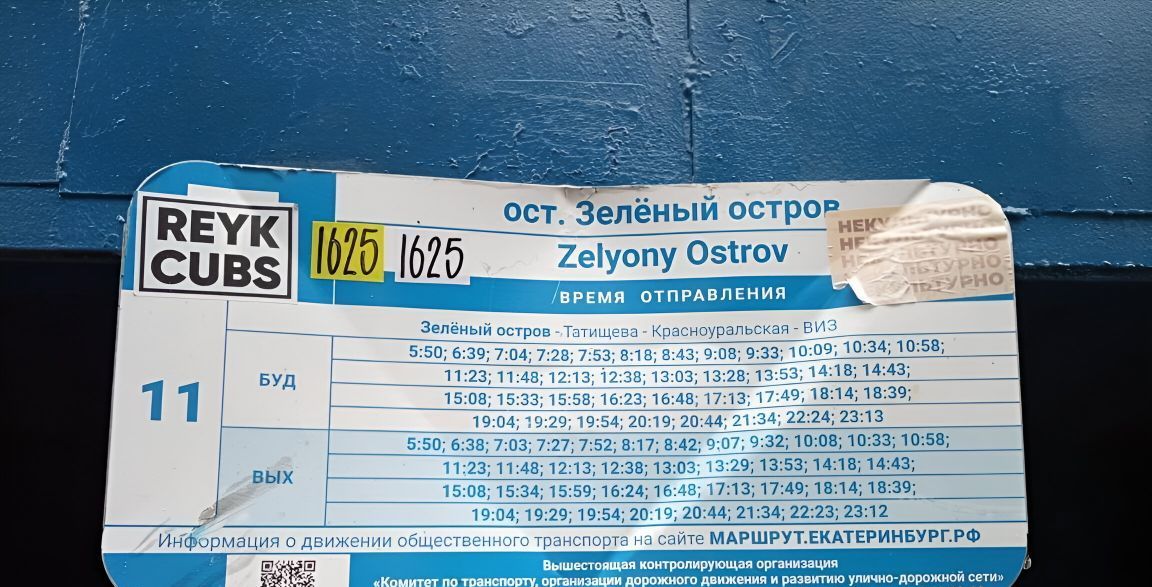 REYK
CUBS
1625
1625
ост. Зелёный остров
Zelyony Ostrov
НЕКУЛЬТУРНО
НЕКУЛЬТУРНО
НЕКУЛЬТУРНО
НЕКУЛЬТУРНО
ВРЕМЯ ОТПРАВЛЕНИЯ
Зелёный остров - Татищева - Красноуральская - ВИЗ
11
БУД
5:50; 6:39; 7:04; 7:28; 7:53; 8:18; 8:43; 9:08; 9:33; 10:09; 10:34; 10:58;
11:23; 11:48; 12:13; 12:38; 13:03; 13:28; 13:53; 14:18; 14:43;
15:08; 15:33; 15:58; 16:23; 16:48; 17:13; 17:49; 18:14; 18:39;
19:04; 19:29; 19:54; 20:19; 20:44; 21:34; 22:24; 23:13
ВЫХ
5:50; 6:38; 7:03; 7:27; 7:52; 8:17; 8:42; 9:07; 9:32; 10:08; 10:33; 10:58;
11:23; 11:48; 12:13; 12:38; 13:03; 13:29; 13:53; 14:18; 14:43;
15:08; 15:34; 15:59; 16:24; 16:48; 17:13; 17:49; 18:14; 18:39;
19:04; 19:29; 19:54; 20:19; 20:44; 21:34; 22:23; 23:12
Информация о движении общественного транспорта на сайте МАРШРУТ.ЕКАТЕРИНБУРГ.РФ
Вышестоящая контролирующая организация
«Комитет по транспорту, организации дорожного движения и развитию улично-дорожной сети»